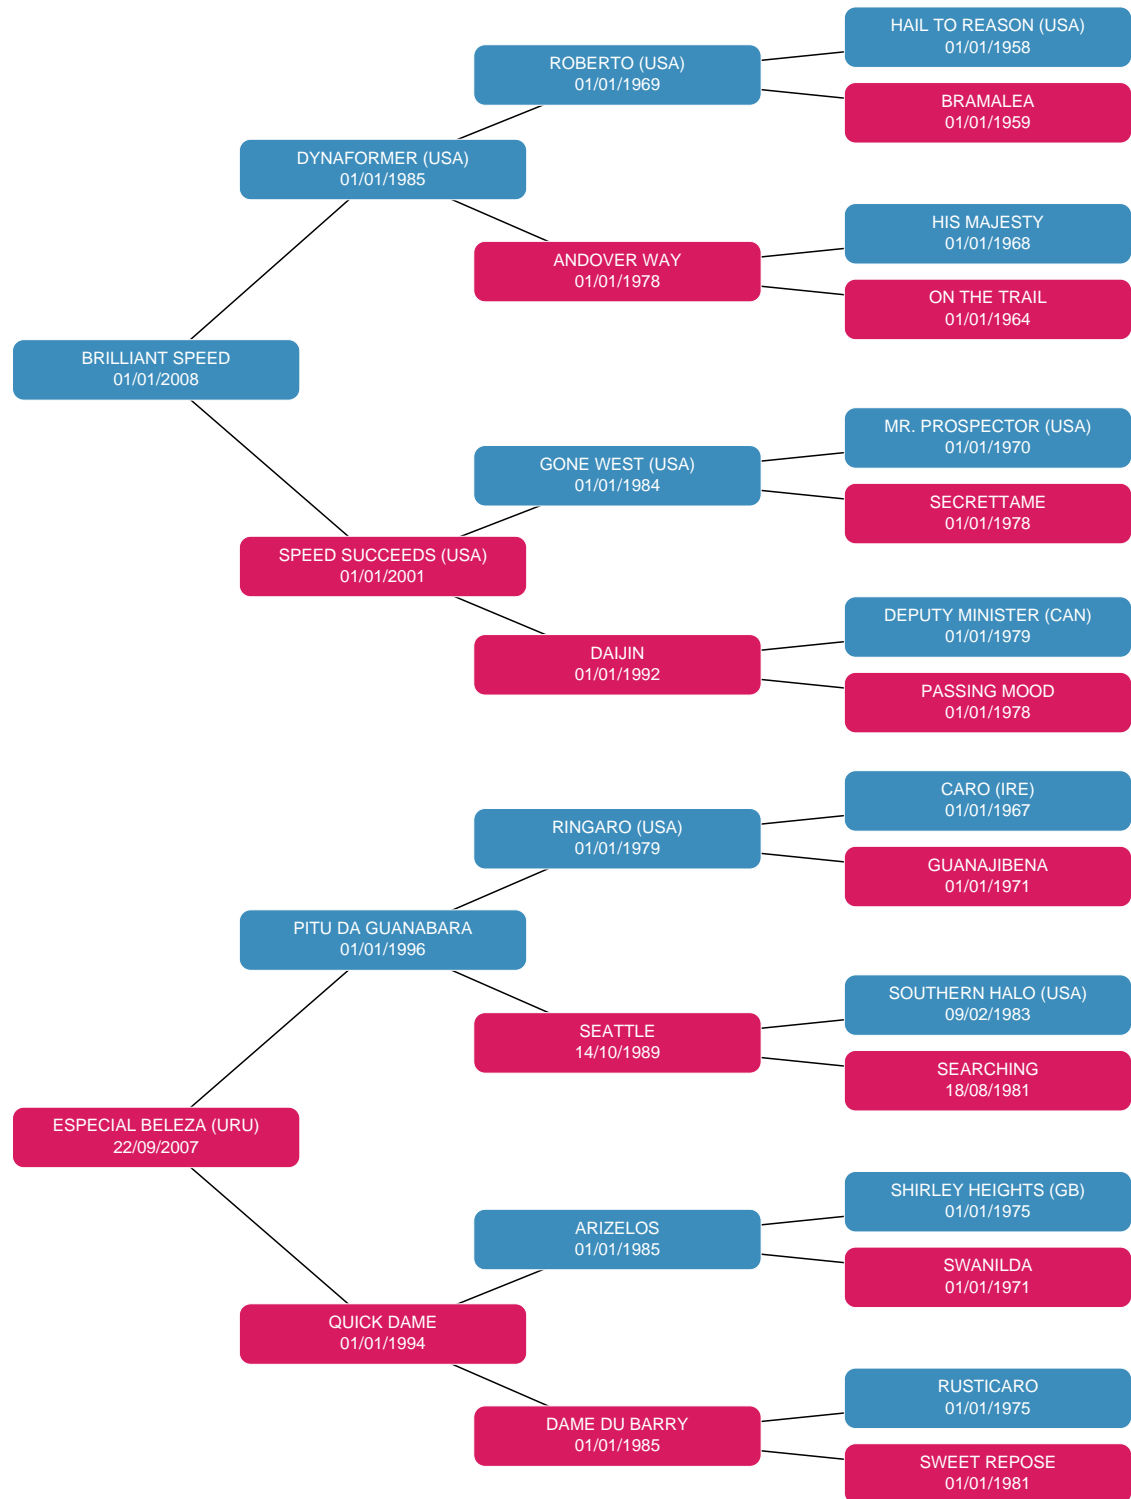 HAIL TO REASON (USA)
01/01/1958
ROBERTO (USA)
01/01/1969
BRAMALEA
01/01/1959
DYNAFORMER (USA)
01/01/1985
HIS MAJESTY
01/01/1968
ANDOVER WAY
01/01/1978
ON THE TRAIL
01/01/1964
BRILLIANT SPEED
01/01/2008
MR. PROSPECTOR (USA)
01/01/1970
GONE WEST (USA)
01/01/1984
SECRETTAME
01/01/1978
SPEED SUCCEEDS (USA)
01/01/2001
DEPUTY MINISTER (CAN)
01/01/1979
DAIJIN
01/01/1992
PASSING MOOD
01/01/1978
CARO (IRE)
01/01/1967
RINGARO (USA)
01/01/1979
GUANAJIBENA
01/01/1971
PITU DA GUANABARA
01/01/1996
SOUTHERN HALO (USA)
09/02/1983
SEATTLE
14/10/1989
SEARCHING
18/08/1981
ESPECIAL BELEZA (URU)
22/09/2007
SHIRLEY HEIGHTS (GB)
01/01/1975
ARIZELOS
01/01/1985
SWANILDA
01/01/1971
QUICK DAME
01/01/1994
RUSTICARO
01/01/1975
DAME DU BARRY
01/01/1985
SWEET REPOSE
01/01/1981